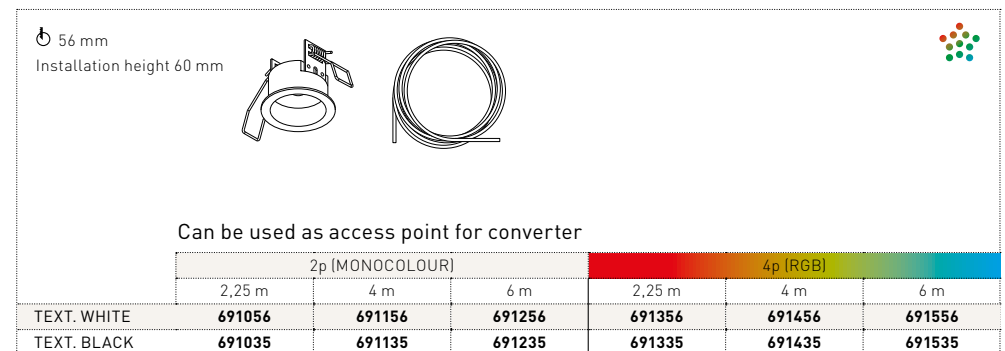 56 mm
Installation height 60 mm
Can be used as access point for converter
2p (MONOCOLOUR) 4p (RGB)
2,25 m 4 m 6 m 2,25 m 4 m 6 m
TEXT. WHITE 691056 691156 691256 691356 691456 691556
TEXT. BLACK 691035 691135 691235 691335 691435 691535